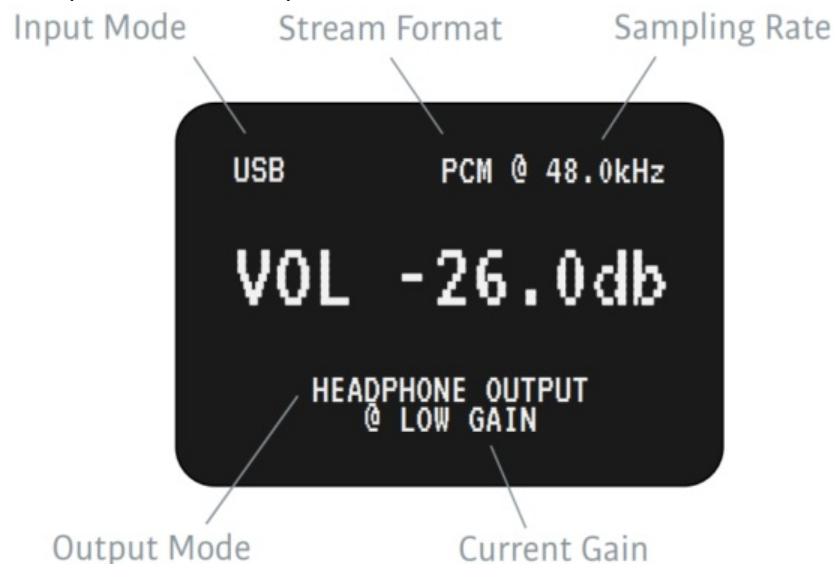 Input Mode Stream Format Sampling Rate
USB PCM @ 48.0kHz
VOL -26.0db
HEADPHONE OUTPUT
@ LOW GAIN
Output Mode Current Gain